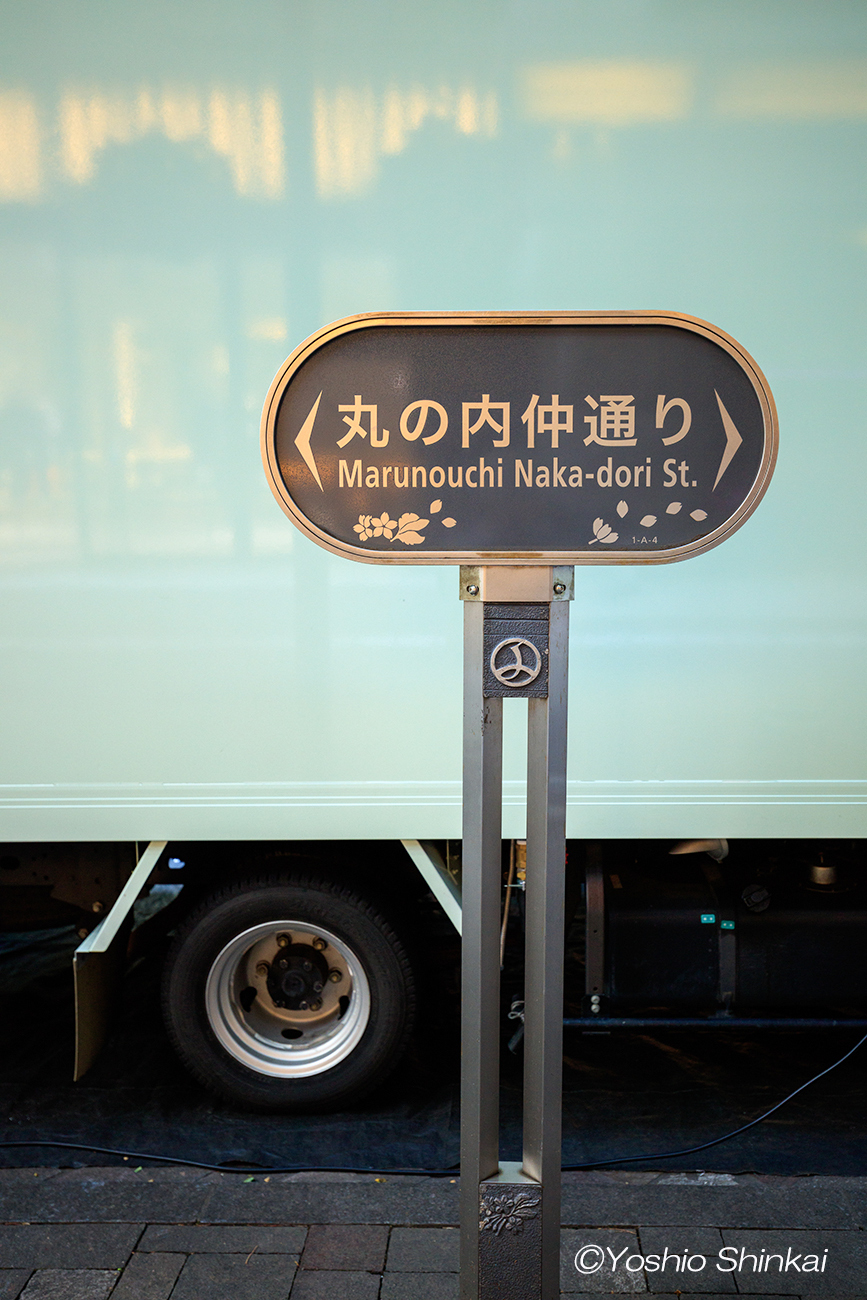 丸の内仲通り
Marunouchi Naka-dori St.
1-A-4
©Yoshio Shinkai